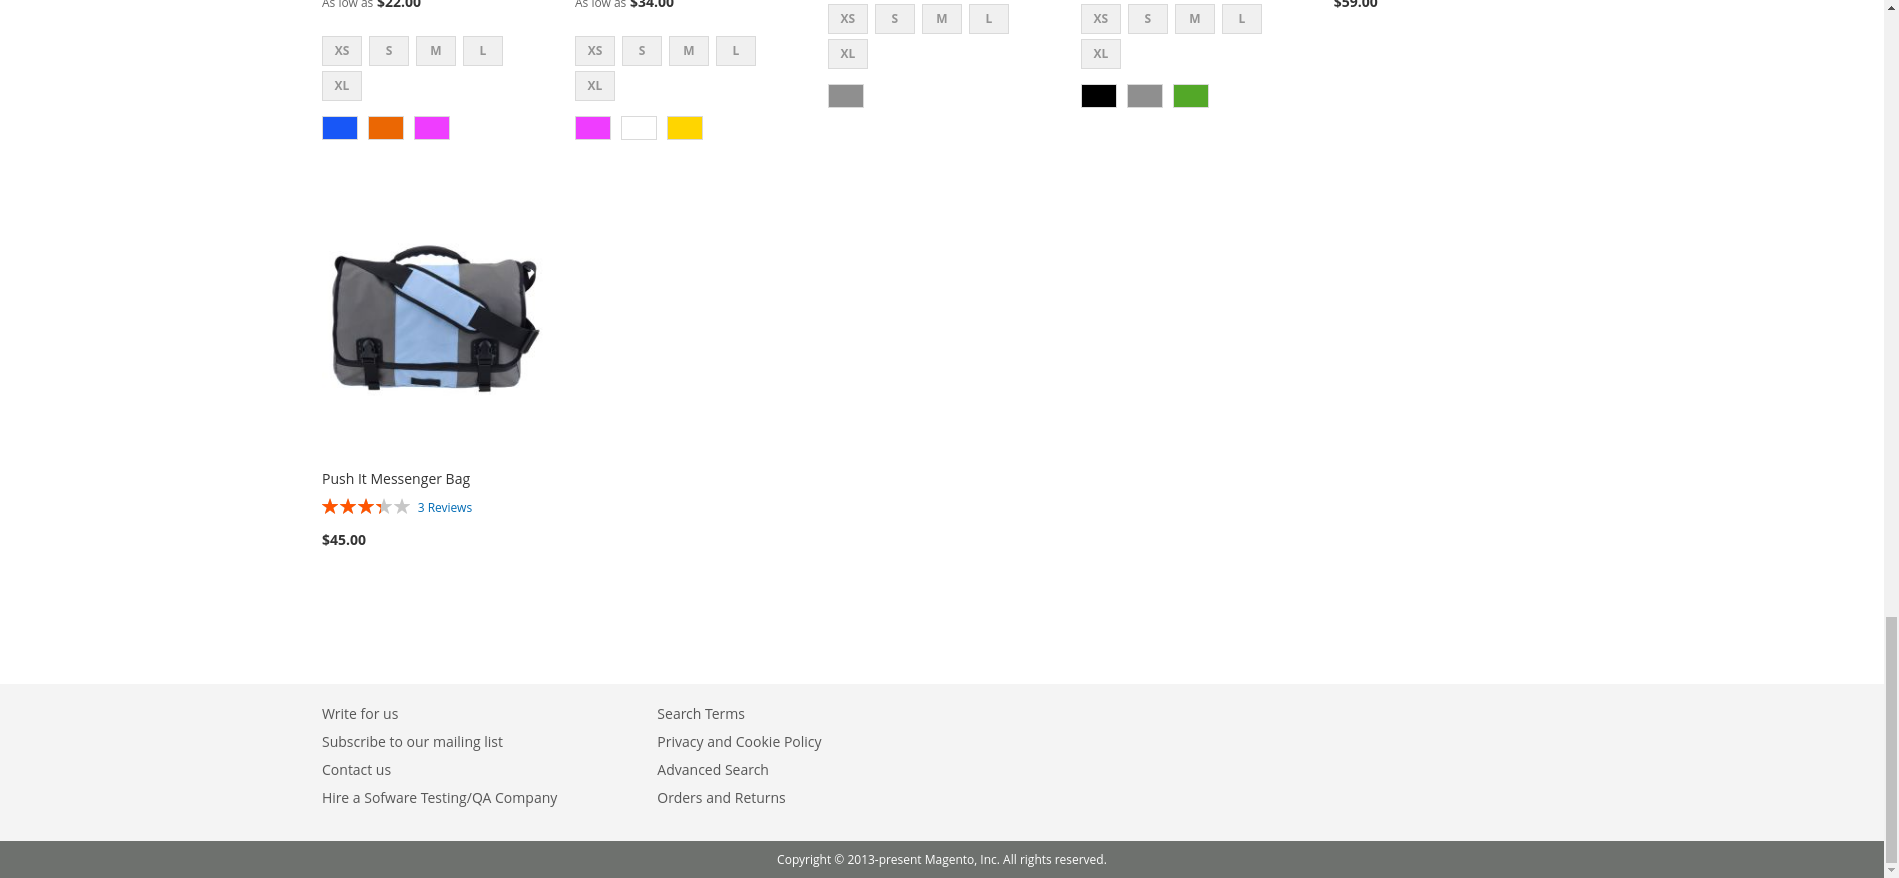 As low as $22.00
XS S M L
XL
As low as $34.00
XS S M L
XL
XS S M L
XL
XS S M L
XL
$59.00
Push It Messenger Bag
3 Reviews
$45.00
Write for us
Subscribe to our mailing list
Contact us
Hire a Sofware Testing/QA Company
Search Terms
Privacy and Cookie Policy
Advanced Search
Orders and Returns
Copyright © 2013-present Magento, Inc. All rights reserved.